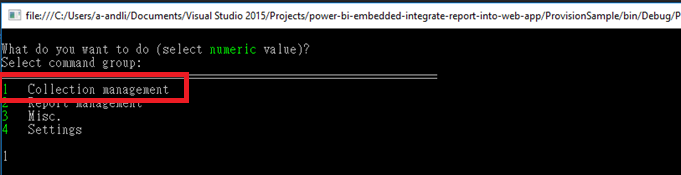 file:///C:/Users/a-andli/Documents/Visual Studio 2015/Projects/power-bi-embedded-integrate-report-into-web-app/ProvisionSample/bin/Debug/P
What do you want to do (select numeric value)?
Select command group:
1 Collection management
2 Report management
3 Misc.
4 Settings
1